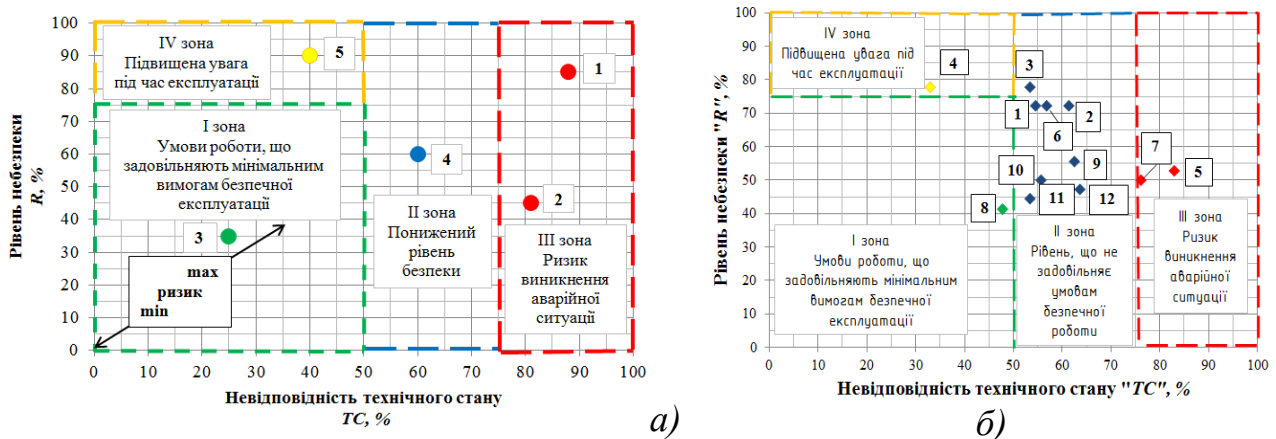 Рівень небезпеки
R, %
100
90
80
70
60
50
40
30
20
10
0
IV зона
Підвищена увага
під час експлуатації
5
1
I зона
Умови роботи, що
задовільняють мінімальним
вимогам безпечної
експлуатації
4
2
3
II зона
Понижений
рівень
безпеки
III зона
Ризик
виникнення
аварійної
ситуації
max
ризик
min
0 10 20 30 40 50 60 70 80 90 100
Невідповідність технічного стану
ТС, %
а)
Рівень небезпеки "R", %
100
90
80
70
60
50
40
30
20
10
0
IV зона
Підвищена увага під
час експлуатації
4
3
1
2
6
7
9
5
10
8
11
12
I зона
Умови роботи, що
задовільняють мінімальним
вимогам безпечної
експлуатації
II зона
Рівень, що не
задовільняє
умовам
безпечної
роботи
III зона
Ризик
виникнення
аварійної
ситуації
0 10 20 30 40 50 60 70 80 90 100
Невідповідність технічного стану "ТС", %
б)